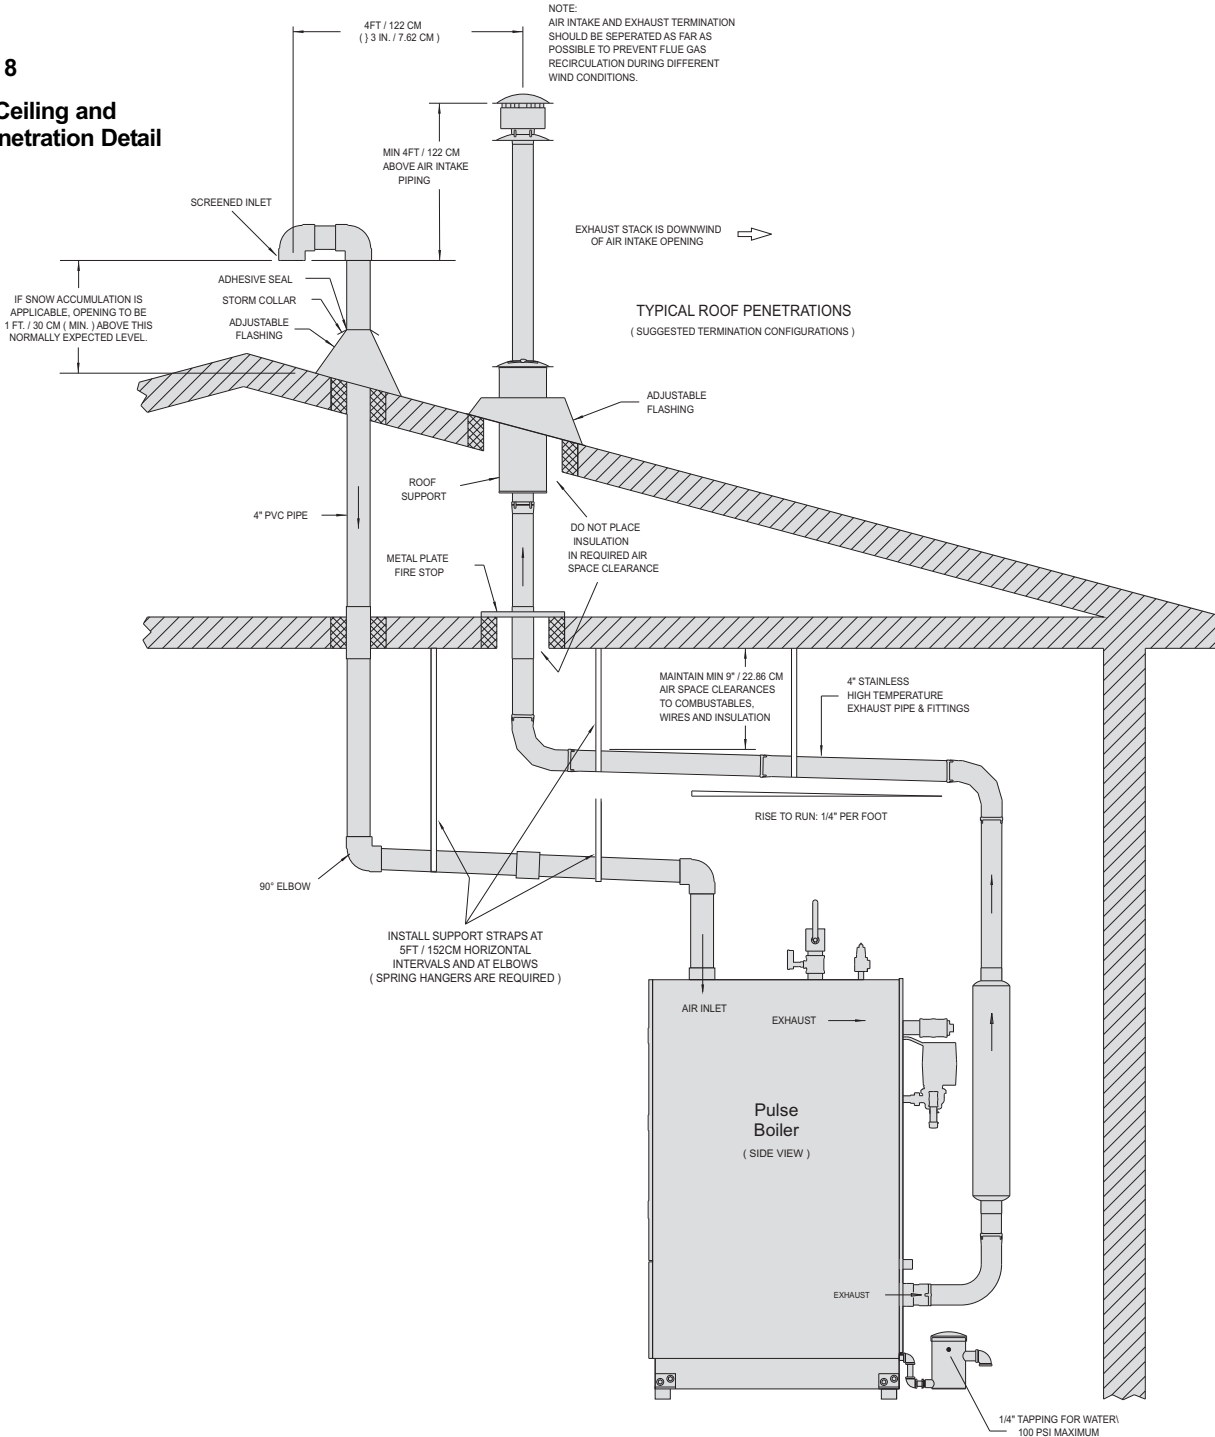 8
Ceiling and
netration Detail
4FT / 122 CM
( } 3 IN. / 7.62 CM )
NOTE:
AIR INTAKE AND EXHAUST TERMINATION
SHOULD BE SEPERATED AS FAR AS
POSSIBLE TO PREVENT FLUE GAS
RECIRCULATION DURING DIFFERENT
WIND CONDITIONS.
MIN 4FT / 122 CM
ABOVE AIR INTAKE
PIPING
SCREENED INLET
EXHAUST STACK IS DOWNWIND
OF AIR INTAKE OPENING
ADHESIVE SEAL
STORM COLLAR
ADJUSTABLE
FLASHING
IF SNOW ACCUMULATION IS
APPLICABLE, OPENING TO BE
1 FT. / 30 CM ( MIN. ) ABOVE THIS
NORMALLY EXPECTED LEVEL.
TYPICAL ROOF PENETRATIONS
( SUGGESTED TERMINATION CONFIGURATIONS )
ADJUSTABLE
FLASHING
ROOF
SUPPORT
4" PVC PIPE
DO NOT PLACE
INSULATION
IN REQUIRED AIR
SPACE CLEARANCE
METAL PLATE
FIRE STOP
MAINTAIN MIN 9" / 22.86 CM
AIR SPACE CLEARANCES
TO COMBUSTABLES,
WIRES AND INSULATION
4" STAINLESS
HIGH TEMPERATURE
EXHAUST PIPE & FITTINGS
RISE TO RUN: 1/4" PER FOOT
90° ELBOW
INSTALL SUPPORT STRAPS AT
5FT / 152CM HORIZONTAL
INTERVALS AND AT ELBOWS
( SPRING HANGERS ARE REQUIRED )
AIR INLET
EXHAUST
Pulse
Boiler
( SIDE VIEW )
EXHAUST
1/4" TAPPING FOR WATER\
100 PSI MAXIMUM